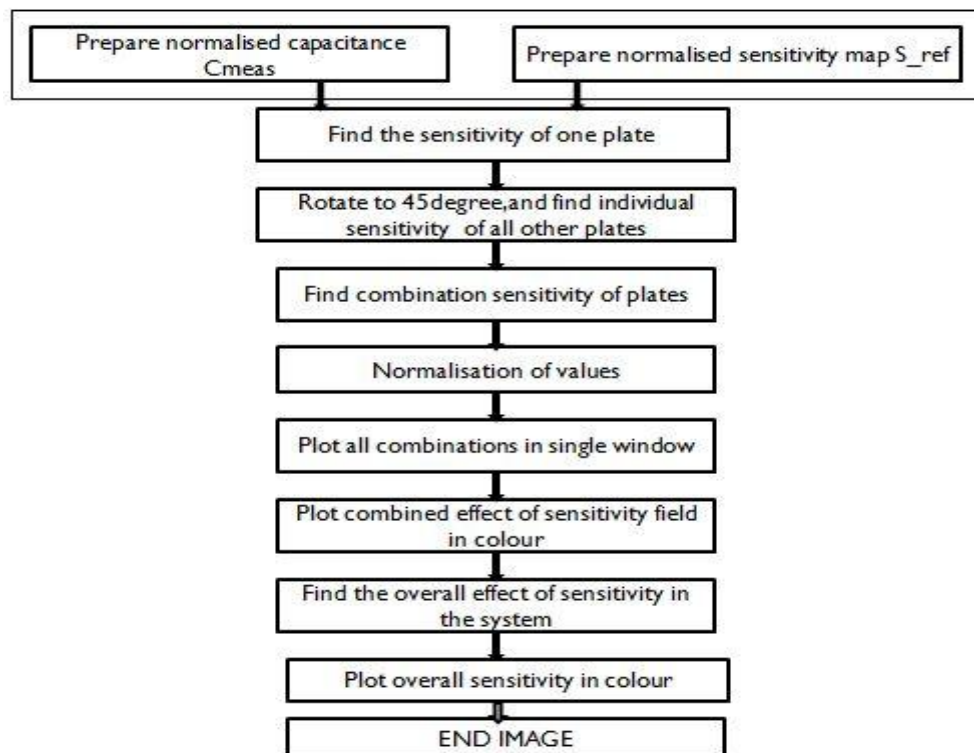 Prepare normalised capacitance
Cmeas
Prepare normalised sensitivity map S_ref
Find the sensitivity of one plate
Rotate to 45degree,and find individual
sensitivity of all other plates
Find combination sensitivity of plates
Normalisation of values
Plot all combinations in single window
Plot combined effect of sensitivity field
in colour
Find the overall effect of sensitivity in
the system
Plot overall sensitivity in colour
END IMAGE